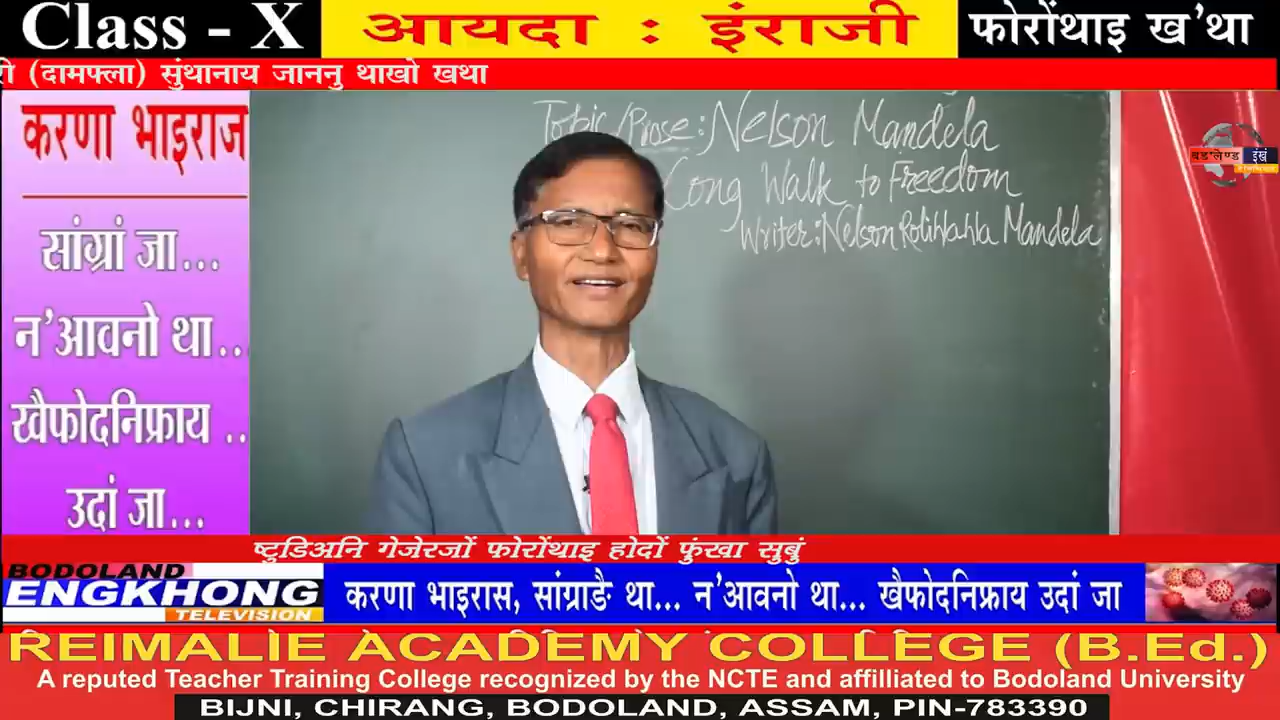 Class - X
आयदा : इंराजी
फोरोंथाइ ख'था
री (दामफ्ला) सुंथानाय जाननु थाखो खथा
करणा भाइराज
सांग्रां जा...
न'आवनो था..
खैफोदनिफ्राय ..
उदां जा...
Topic/Prose: Nelson Mandela
Long Walk to Freedom
Writer: Nelson Rolihlahla Mandela
बड'लेण्ड इंखं
ष्टुडिअनि गेजेरजों फोरोंथाइ होदों फुंखा सुबुं
BODOLAND
ENGKHONG
TELEVISION
करणा भाइरास, सांग्राङै था... न'आवनो था... खैफोदनिफ्राय उदां जा
REIMALIE ACADEMY COLLEGE (B.Ed.)
A reputed Teacher Training College recognized by the NCTE and affilliated to Bodoland University
BIJNI, CHIRANG, BODOLAND, ASSAM, PIN-783390